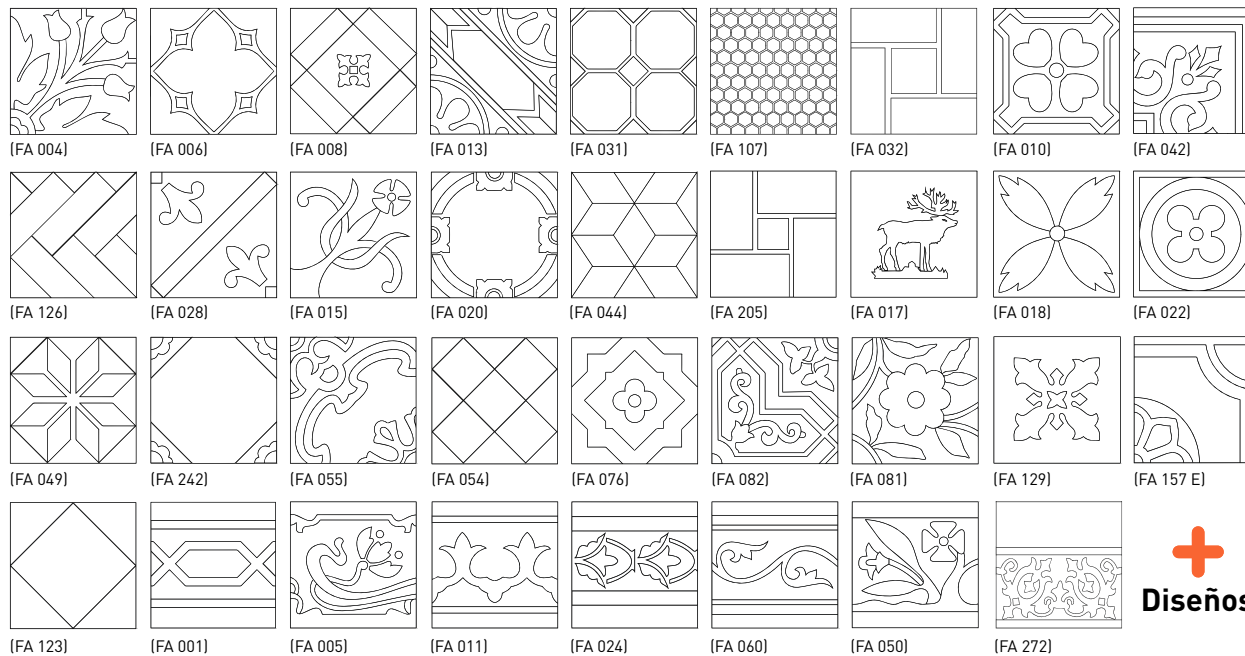 (FA 004) (FA 006) (FA 008) (FA 013) (FA 031) (FA 107) (FA 032) (FA 010) (FA 042)
(FA 126) (FA 028) (FA 015) (FA 020) (FA 044) (FA 205) (FA 017) (FA 018) (FA 022)
(FA 049) (FA 242) (FA 055) (FA 054) (FA 076) (FA 082) (FA 081) (FA 129) (FA 157 E)
+
Diseños
(FA 123) (FA 001) (FA 005) (FA 011) (FA 024) (FA 060) (FA 050) (FA 272)